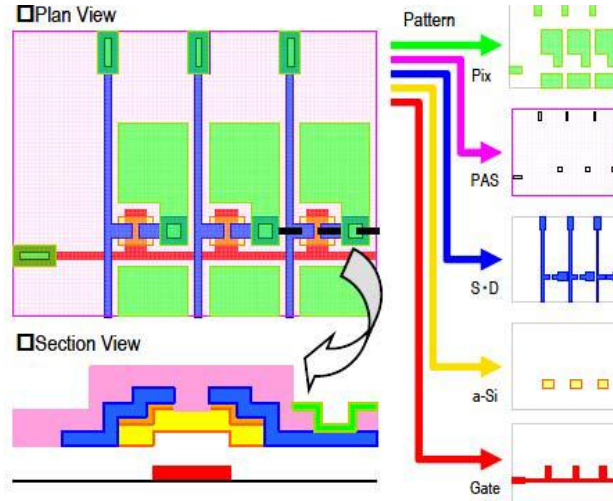 □Plan View
Pattern
Pix
PAS
S・D
□Section View
a-Si
Gate